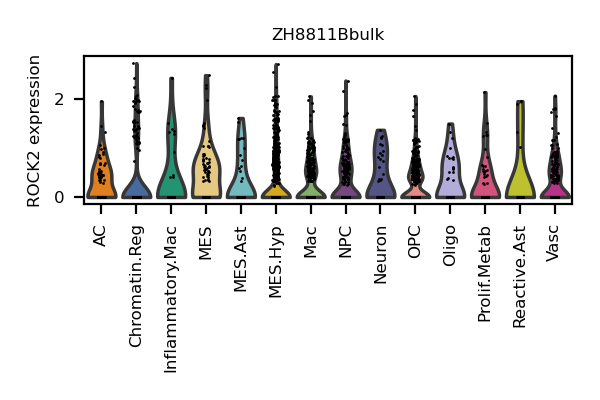 ZH8811Bbulk
ROCK2 expression
2
0
AC
Chromatin.Reg
Inflammatory.Mac
MES
MES.Ast
MES.Hyp
Mac
NPC
Neuron
OPC
Oligo
Prolif.Metab
Reactive.Ast
Vasc